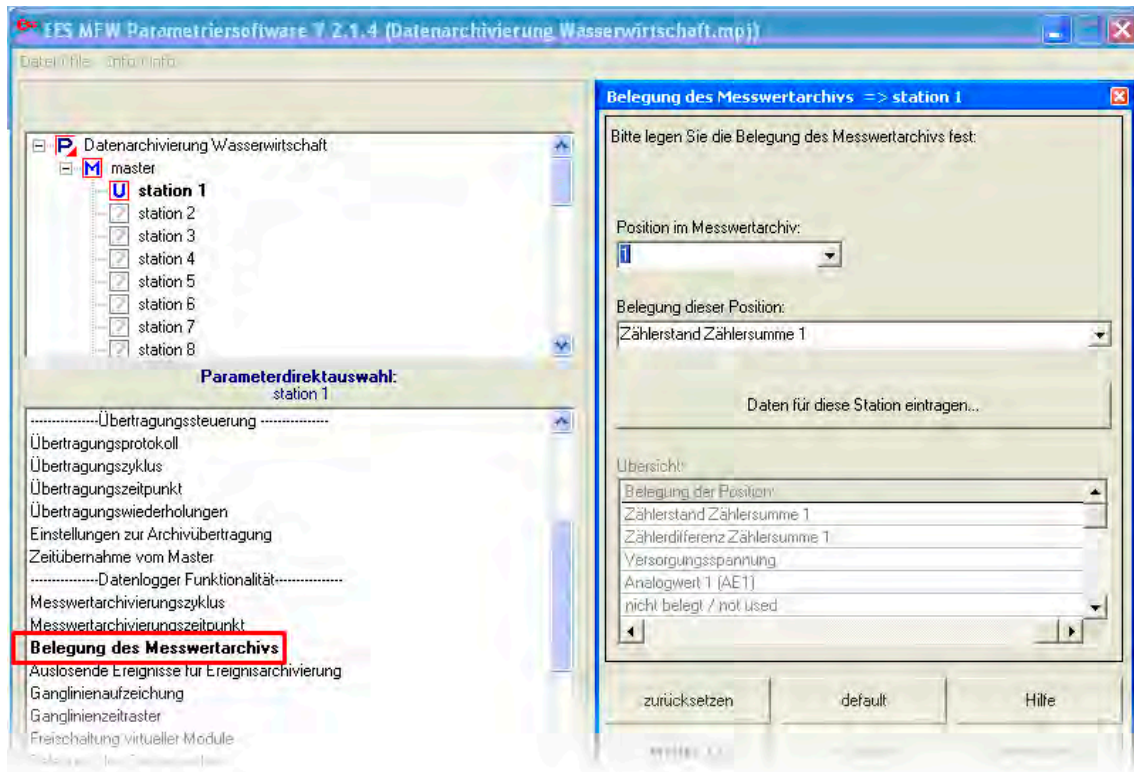 EES MFW Parametriersoftware V 2.1.4 (Datenarchivierung Wasserwirtschaft.mpj)
Datei / file Info / info
P Datenarchivierung Wasserwirtschaft
M master
U station 1
? station 2
? station 3
? station 4
? station 5
? station 6
? station 7
? station 8
Parameterdirektauswahl:
station 1
----------------Übertragungssteuerung ----------------
Übertragungsprotokoll
Übertragungszyklus
Übertragungszeitpunkt
Übertragungswiederholungen
Einstellungen zur Archivübertragung
Zeitübernahme vom Master
----------------Datenlogger Funktionalität----------------
Messwertarchivierungszyklus
Messwertarchivierungszeitpunkt
Belegung des Messwertarchivs
Auslösende Ereignisse für Ereignisarchivierung
Ganglinienaufzeichung
Ganglinienzeitraster
Freischaltung virtueller Module
Belegung des Messwertarchivs => station 1
Bitte legen Sie die Belegung des Messwertarchivs fest:
Position im Messwertarchiv:
1
Belegung dieser Position:
Zählerstand Zählersumme 1
Daten für diese Station eintragen...
Übersicht:
Belegung der Position:
Zählerstand Zählersumme 1
Zählerdifferenz Zählersumme 1
Versorgungsspannung
Analogwert 1 (AE1)
nicht belegt / not used
zurücksetzen default Hilfe